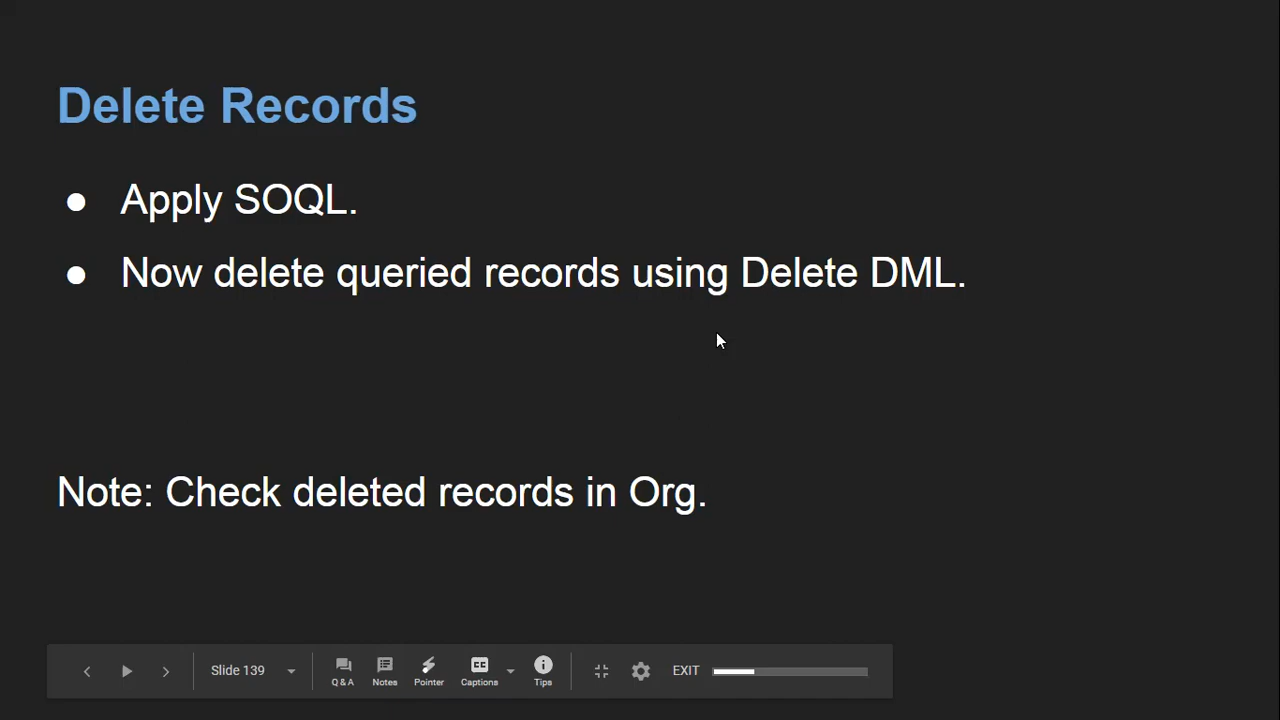 Delete Records
● Apply SOQL.
● Now delete queried records using Delete DML.
Note: Check deleted records in Org.
Slide 139
Q & A
Notes
Pointer
CC
Captions
Tips
EXIT